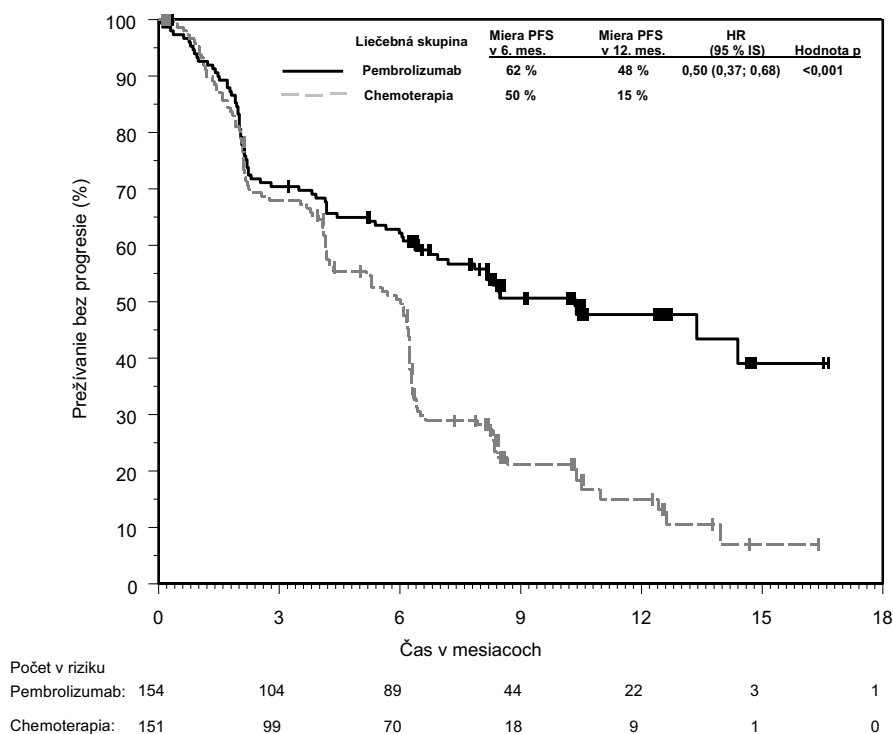 Liečebná skupina Miera PFS v 6. mes. Miera PFS v 12. mes. HR (95 % IS) Hodnota p
Pembrolizumab 62 % 48 % 0,50 (0,37; 0,68) <0,001
Chemoterapia 50 % 15 %
Prežívanie bez progresie (%)
100
90
80
70
60
50
40
30
20
10
0
0 3 6 9 12 15 18
Čas v mesiacoch
Počet v riziku
Pembrolizumab: 154 104 89 44 22 3 1
Chemoterapia: 151 99 70 18 9 1 0